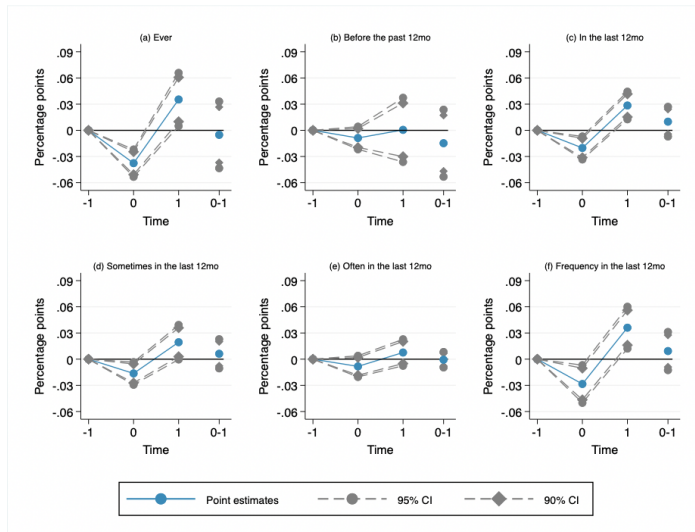 (a) Ever
(b) Before the past 12mo
(c) In the last 12mo
Percentage points
.09
.06
.03
0
-.03
-.06
-1 0 1 0-1
Time
Percentage points
.09
.06
.03
0
-.03
-.06
-1 0 1 0-1
Time
Percentage points
.09
.06
.03
0
-.03
-.06
-1 0 1 0-1
Time
(d) Sometimes in the last 12mo
(e) Often in the last 12mo
(f) Frequency in the last 12mo
Percentage points
.09
.06
.03
0
-.03
-.06
-1 0 1 0-1
Time
Percentage points
.09
.06
.03
0
-.03
-.06
-1 0 1 0-1
Time
Percentage points
.09
.06
.03
0
-.03
-.06
-1 0 1 0-1
Time
Point estimates 95% CI 90% CI